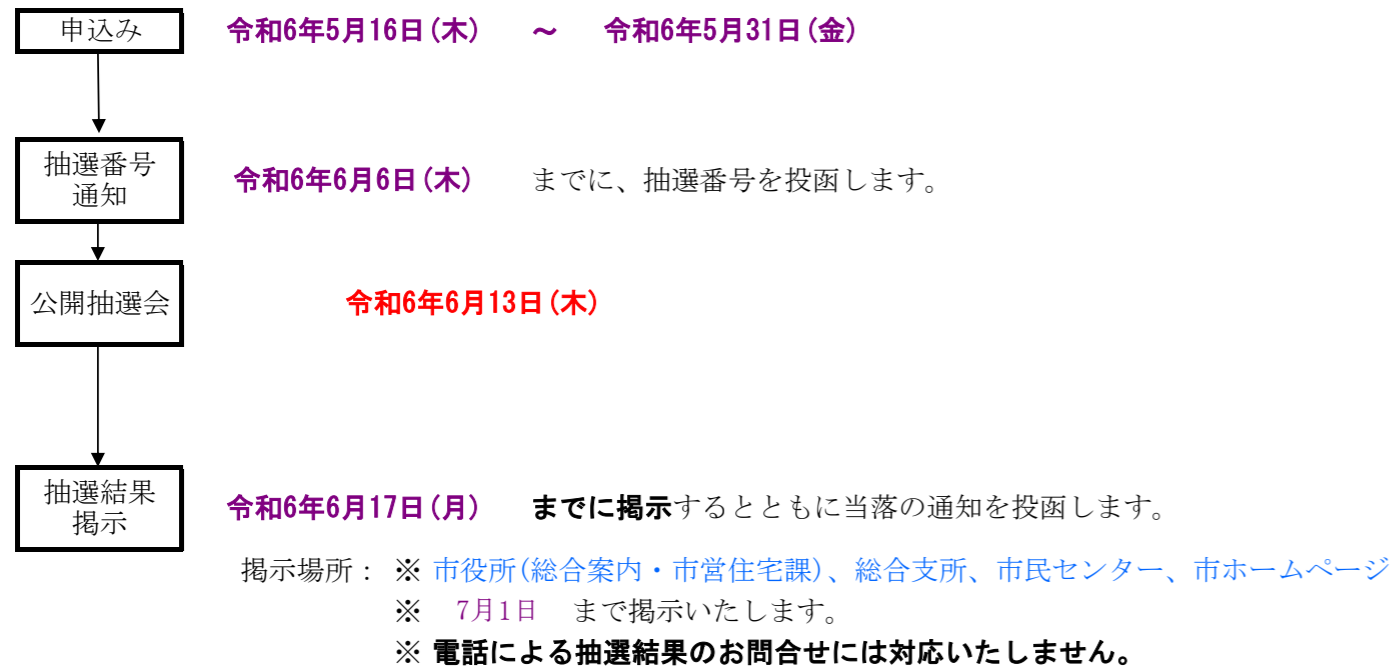 申込み 令和6年5月16日(木) ～ 令和6年5月31日(金)
抽選番号
通知
令和6年6月6日(木) までに、抽選番号を投函します。
公開抽選会 令和6年6月13日(木)
抽選結果
掲示
令和6年6月17日(月) までに掲示するとともに当落の通知を投函します。
掲示場所： ※ 市役所(総合案内・市営住宅課)、総合支所、市民センター、市ホームページ
※ 7月1日 まで掲示いたします。
※ 電話による抽選結果のお問合せには対応いたしません。